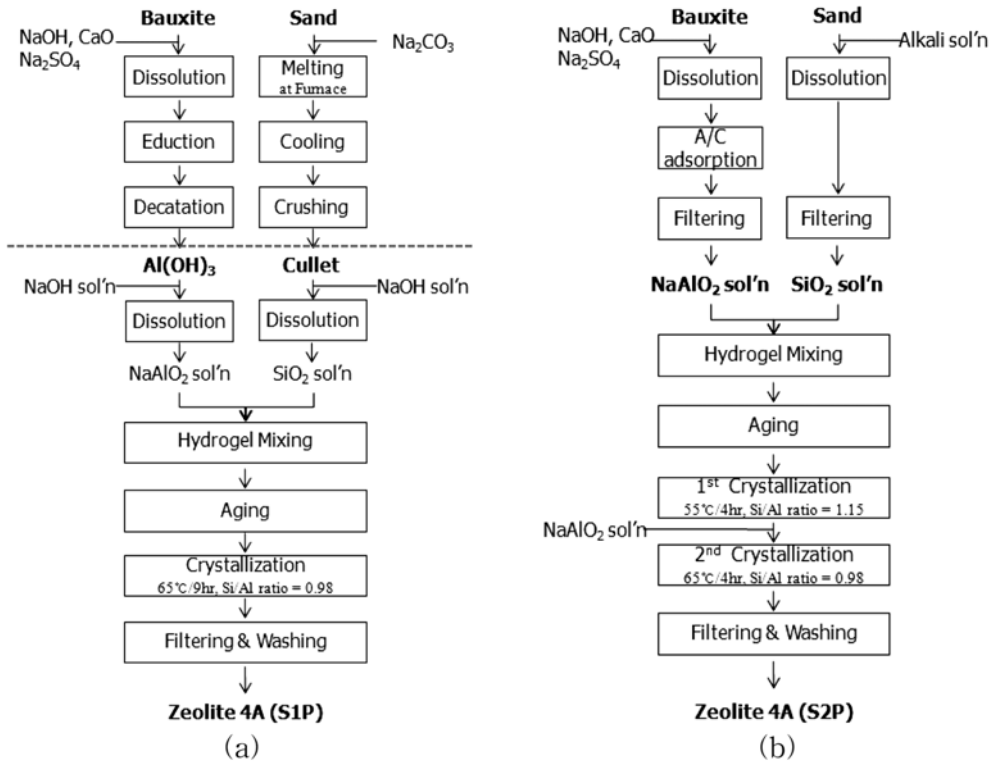 Bauxite
Sand
NaOH, CaO
Na₂SO₄
Na₂CO₃
Dissolution
Melting
at Furnace
Eduction
Cooling
Decatation
Crushing
Al(OH)₃
Cullet
NaOH sol'n
NaOH sol'n
Dissolution
Dissolution
NaAlO₂ sol'n
SiO₂ sol'n
Hydrogel Mixing
Aging
Crystallization
65℃/9hr, Si/Al ratio = 0.98
Filtering & Washing
Zeolite 4A (S1P)
(a)
Bauxite
Sand
NaOH, CaO
Na₂SO₄
Alkali sol'n
Dissolution
Dissolution
A/C
adsorption
Filtering
Filtering
NaAlO₂ sol'n
SiO₂ sol'n
Hydrogel Mixing
Aging
1st Crystallization
55℃/4hr, Si/Al ratio = 1.15
NaAlO₂ sol'n
2nd Crystallization
65℃/4hr, Si/Al ratio = 0.98
Filtering & Washing
Zeolite 4A (S2P)
(b)